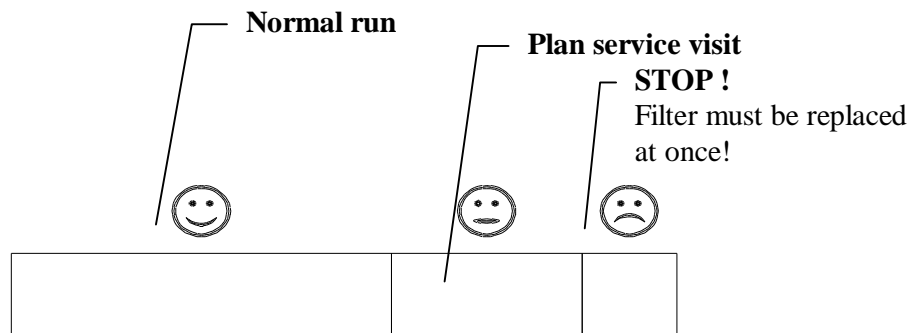 Normal run
Plan service visit
STOP !
Filter must be replaced
at once!